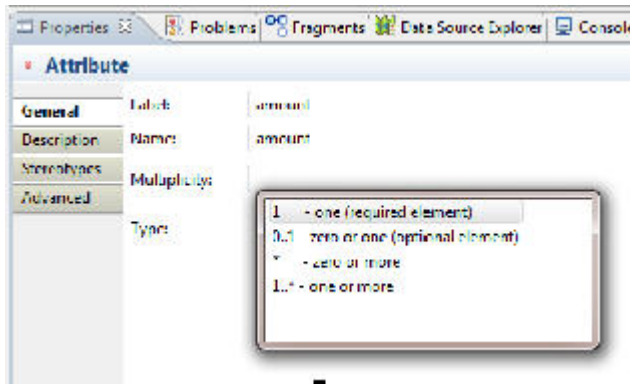 Properties Problems Fragments Data Source Explorer Console
Attribute
General
Description
Stereotypes
Advanced
Label: amount
Name: amount
Multiplicity:
Type:
1 - one (required element)
0..1 - zero or one (optional element)
* - zero or more
1..* - one or more